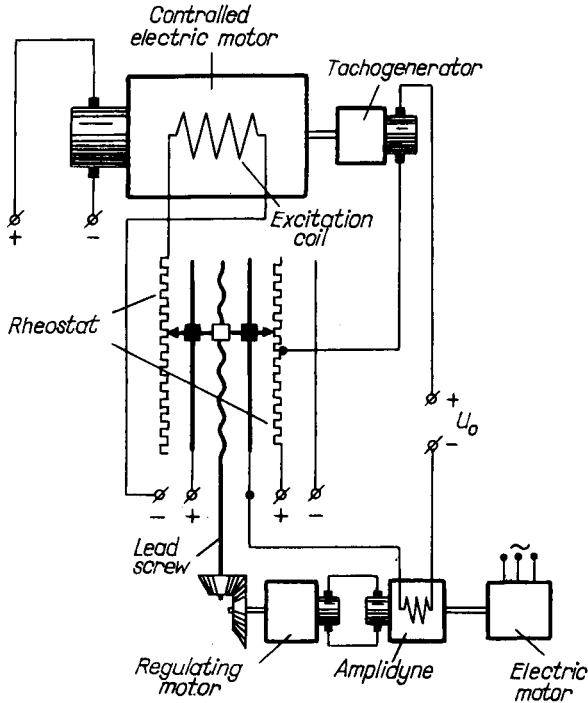 Controlled
electric motor
Tachogenerator
+ -
Excitation
coil
Rheostat
+
U₀
-
- + + -
Lead
screw
~
Regulating
motor
Amplidyne
Electric
motor